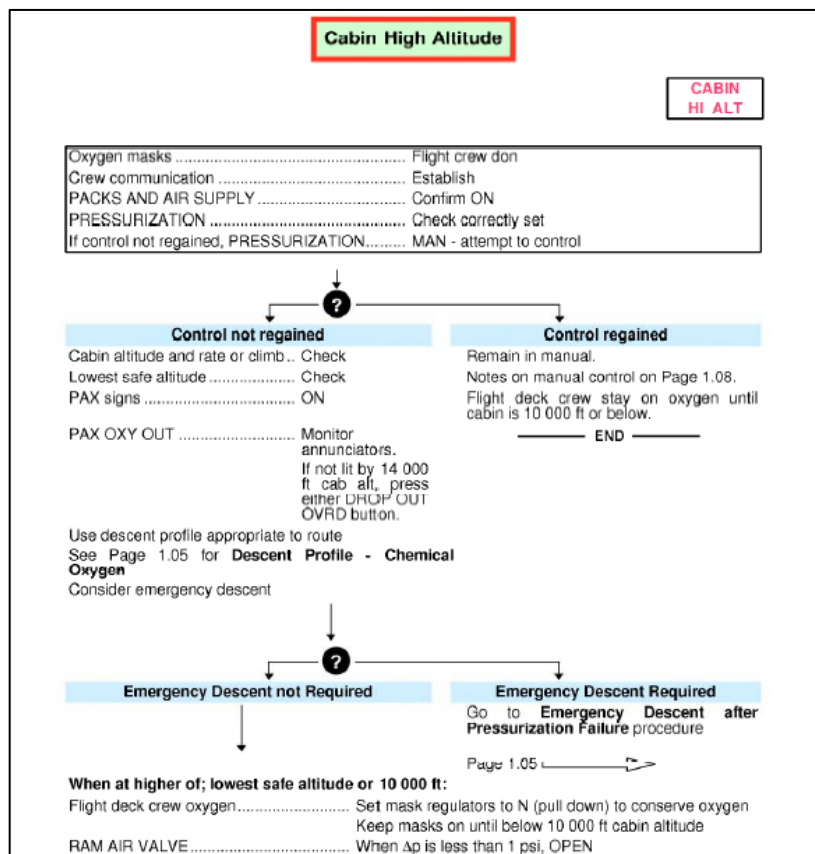 Cabin High Altitude
CABIN
HI ALT
Oxygen masks ........ Flight crew don
Crew communication ........ Establish
PACKS AND AIR SUPPLY ........ Confirm ON
PRESSURIZATION ........ Check correctly set
If control not regained, PRESSURIZATION ........ MAN - attempt to control
?
Control not regained
Cabin altitude and rate or climb .. Check
Lowest safe altitude ........ Check
PAX signs ........ ON
PAX OXY OUT ........ Monitor
annunciators.
If not lit by 14 000
ft cab alt, press
either DROP OUT
OVRD button.
Use descent profile appropriate to route
See Page 1.05 for Descent Profile - Chemical
Oxygen
Consider emergency descent
Control regained
Remain in manual.
Notes on manual control on Page 1.08.
Flight deck crew stay on oxygen until
cabin is 10 000 ft or below.
END
?
Emergency Descent not Required
Emergency Descent Required
Go to Emergency Descent after
Pressurization Failure procedure
Page 1.05
When at higher of; lowest safe altitude or 10 000 ft:
Flight deck crew oxygen ........ Set mask regulators to N (pull down) to conserve oxygen
Keep masks on until below 10 000 ft cabin altitude
RAM AIR VALVE ........ When Δp is less than 1 psi, OPEN